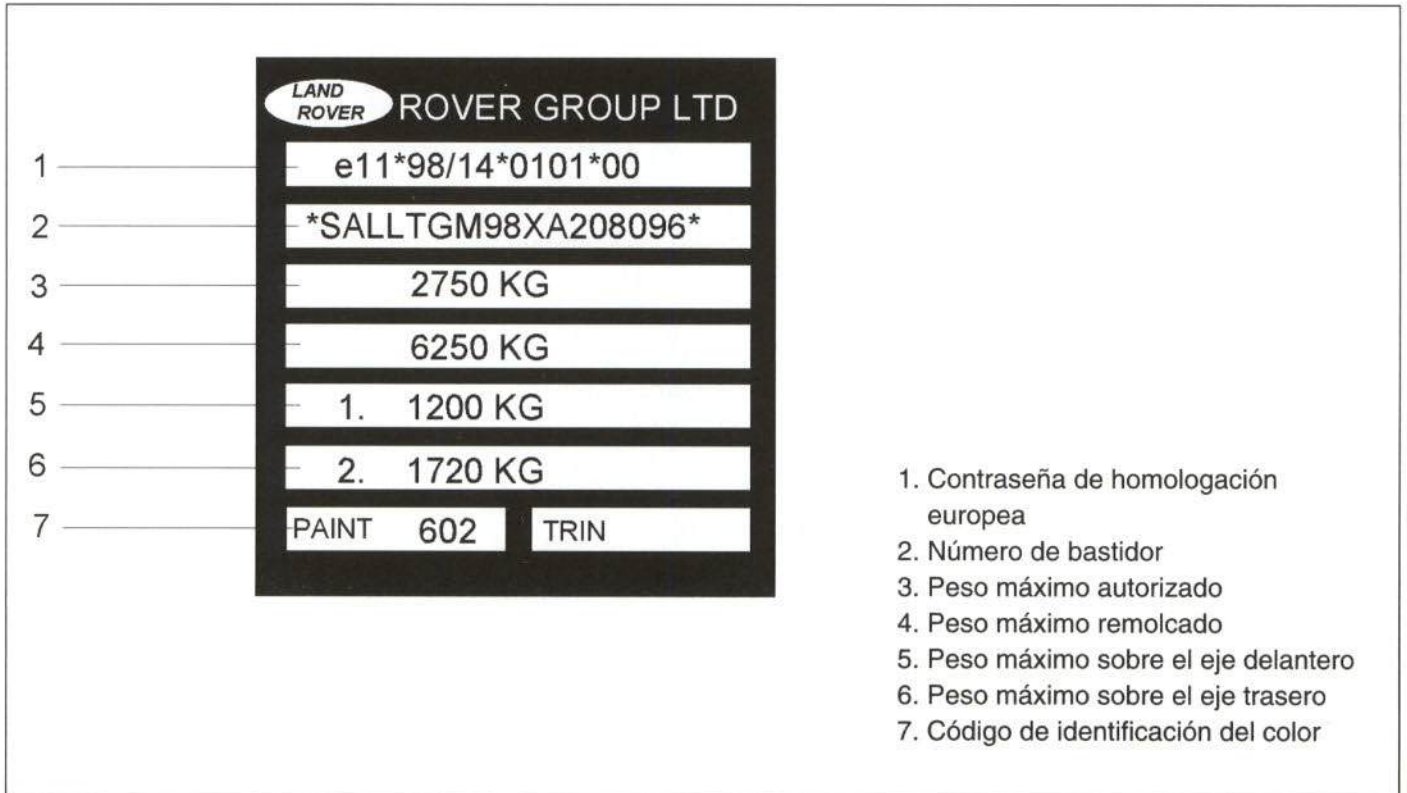 LAND
ROVER
ROVER GROUP LTD
1
e11*98/14*0101*00
2
*SALLTGM98XA208096*
3
2750 KG
4
6250 KG
5
1. 1200 KG
6
2. 1720 KG
7
PAINT 602
TRIN
1. Contraseña de homologación
europea
2. Número de bastidor
3. Peso máximo autorizado
4. Peso máximo remolcado
5. Peso máximo sobre el eje delantero
6. Peso máximo sobre el eje trasero
7. Código de identificación del color